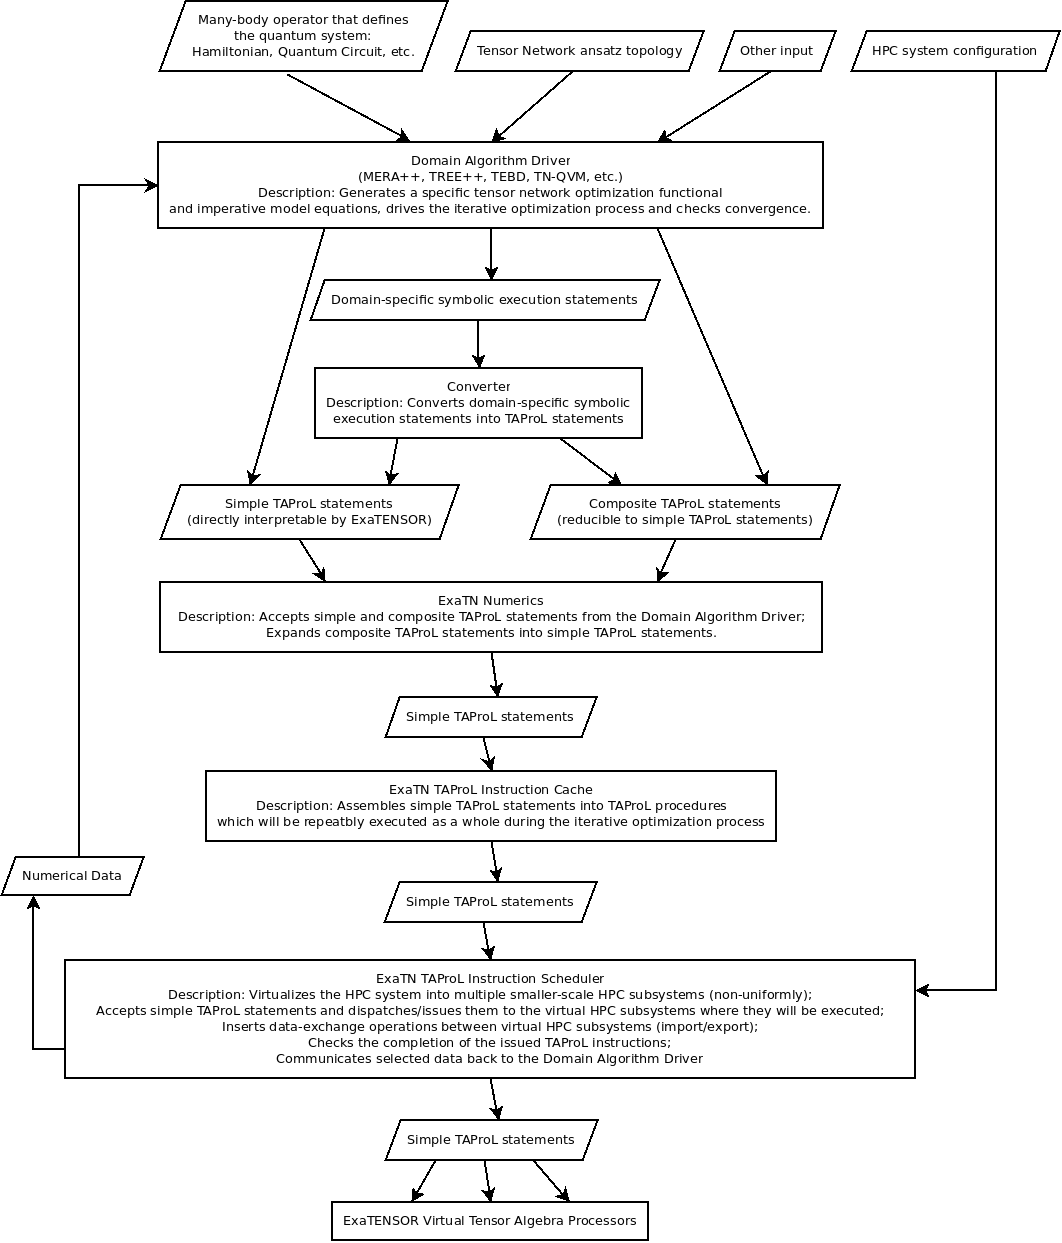 Many-body operator that defines
the quantum system:
Hamiltonian, Quantum Circuit, etc.
Tensor Network ansatz topology
Other input
HPC system configuration
Domain Algorithm Driver
(MERA++, TREE++, TEBD, TN-QVM, etc.)
Description: Generates a specific tensor network optimization functional
and imperative model equations, drives the iterative optimization process and checks convergence.
Domain-specific symbolic execution statements
Converter
Description: Converts domain-specific symbolic
execution statements into TAProL statements
Simple TAProL statements
(directly interpretable by ExaTENSOR)
Composite TAProL statements
(reducible to simple TAProL statements)
ExaTN Numerics
Description: Accepts simple and composite TAProL statements from the Domain Algorithm Driver;
Expands composite TAProL statements into simple TAProL statements.
Simple TAProL statements
ExaTN TAProL Instruction Cache
Description: Assembles simple TAProL statements into TAProL procedures
which will be repeatbly executed as a whole during the iterative optimization process
Numerical Data
Simple TAProL statements
ExaTN TAProL Instruction Scheduler
Description: Virtualizes the HPC system into multiple smaller-scale HPC subsystems (non-uniformly);
Accepts simple TAProL statements and dispatches/issues them to the virtual HPC subsystems where they will be executed;
Inserts data-exchange operations between virtual HPC subsystems (import/export);
Checks the completion of the issued TAProL instructions;
Communicates selected data back to the Domain Algorithm Driver
Simple TAProL statements
ExaTENSOR Virtual Tensor Algebra Processors